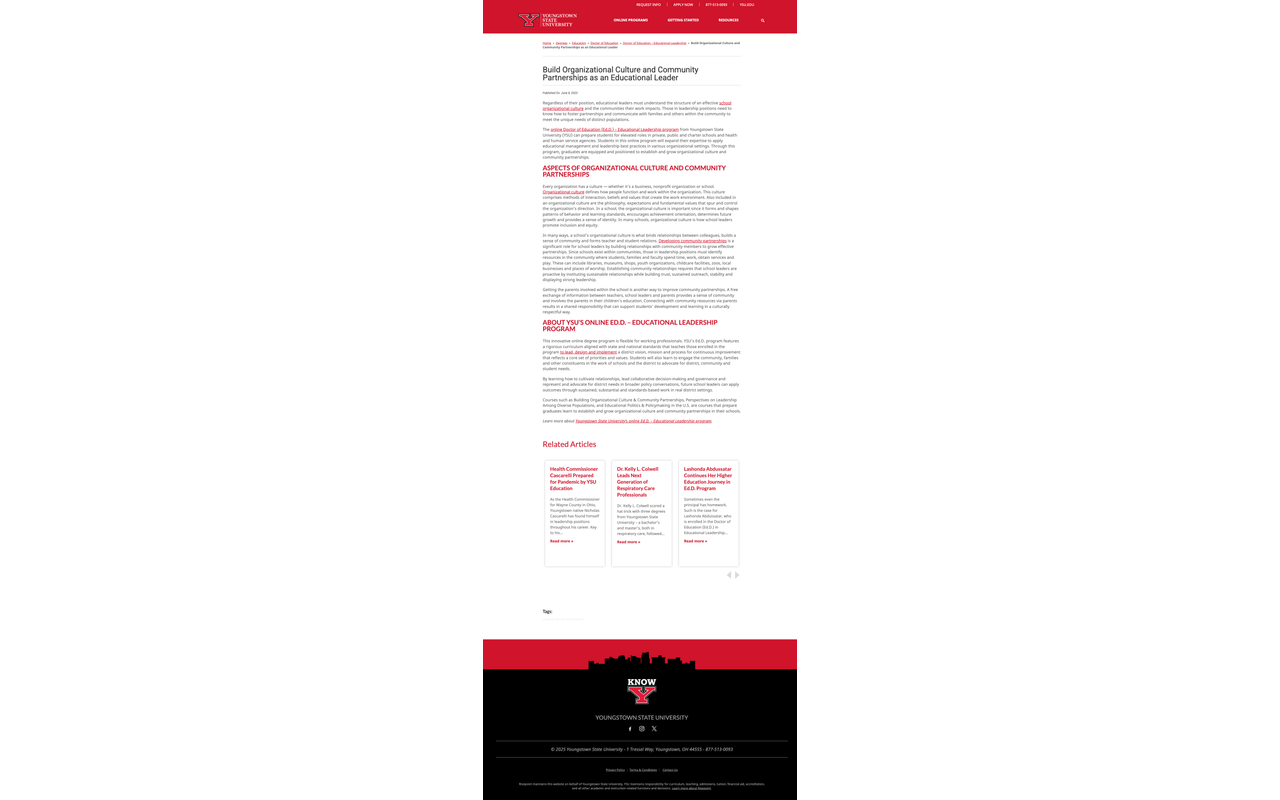 REQUEST INFO | APPLY NOW | 877-513-0093 | YSU.EDU
YOUNGSTOWN
STATE
UNIVERSITY
ONLINE PROGRAMS GETTING STARTED RESOURCES
Home » Degrees » Education » Doctor of Education » Doctor of Education - Educational Leadership » Build Organizational Culture and
Community Partnerships as an Educational Leader
Build Organizational Culture and Community
Partnerships as an Educational Leader
Published On: June 8, 2023
Regardless of their position, educational leaders must understand the structure of an effective school
organizational culture and the communities their work impacts. Those in leadership positions need to
know how to foster partnerships and communicate with families and others within the community to
meet the unique needs of distinct populations.
The online Doctor of Education (Ed.D.) – Educational Leadership program from Youngstown State
University (YSU) can prepare students for elevated roles in private, public and charter schools and health
and human service agencies. Students in this online program will expand their expertise to apply
educational management and leadership best practices in various organizational settings. Through this
program, graduates are equipped and positioned to establish and grow organizational culture and
community partnerships.
ASPECTS OF ORGANIZATIONAL CULTURE AND COMMUNITY
PARTNERSHIPS
Every organization has a culture — whether it's a business, nonprofit organization or school.
Organizational culture defines how people function and work within the organization. This culture
comprises methods of interaction, beliefs and values that create the work environment. Also included in
an organizational culture are the philosophy, expectations and fundamental values that spur and control
the organization's direction. In a school, the organizational culture is important since it forms and shapes
patterns of behavior and learning standards, encourages achievement orientation, determines future
growth and provides a sense of identity. In many schools, organizational culture is how school leaders
promote inclusion and equity.
In many ways, a school's organizational culture is what binds relationships between colleagues, builds a
sense of community and forms teacher and student relations. Developing community partnerships is a
significant role for school leaders by building relationships with community members to grow effective
partnerships. Since schools exist within communities, those in leadership positions must identify
resources in the community where students, families and faculty spend time, work, obtain services and
play. These can include libraries, museums, shops, youth organizations, childcare facilities, zoos, local
businesses and places of worship. Establishing community relationships requires that school leaders are
proactive by instituting sustainable relationships while building trust, sustained outreach, stability and
displaying strong leadership.
Getting the parents involved within the school is another way to improve community partnerships. A free
exchange of information between teachers, school leaders and parents provides a sense of community
and involves the parents in their children's education. Connecting with community resources via parents
results in a shared responsibility that can support students' development and learning in a culturally
respectful way.
ABOUT YSU'S ONLINE ED.D. – EDUCATIONAL LEADERSHIP
PROGRAM
This innovative online degree program is flexible for working professionals. YSU's Ed.D. program features
a rigorous curriculum aligned with state and national standards that teaches those enrolled in the
program to lead, design and implement a district vision, mission and process for continuous improvement
that reflects a core set of priorities and values. Students will also learn to engage the community, families
and other constituents in the work of schools and the district to advocate for district, community and
student needs.
By learning how to cultivate relationships, lead collaborative decision-making and governance and
represent and advocate for district needs in broader policy conversations, future school leaders can apply
outcomes through sustained, substantial and standards-based work in real district settings.
Courses such as Building Organizational Culture & Community Partnerships, Perspectives on Leadership
Among Diverse Populations, and Educational Politics & Policymaking in the U.S. are courses that prepare
graduates learn to establish and grow organizational culture and community partnerships in their schools.
Learn more about Youngstown State University's online Ed.D. – Educational Leadership program.
Related Articles
Health Commissioner
Cascarelli Prepared
for Pandemic by YSU
Education
As the Health Commissioner
for Wayne County in Ohio,
Youngstown native Nicholas
Cascarelli has found himself
in leadership positions
throughout his career. Key
to his...
Read more »
Dr. Kelly L. Colwell
Leads Next
Generation of
Respiratory Care
Professionals
Dr. Kelly L. Colwell scored a
hat trick with three degrees
from Youngstown State
University – a bachelor's
and master's, both in
respiratory care, followed...
Read more »
Lashonda Abdussatar
Continues Her Higher
Education Journey in
Ed.D. Program
Sometimes even the
principal has homework.
Such is the case for
Lashonda Abdussatar, who
is enrolled in the Doctor of
Education (Ed.D.) in
Educational Leadership...
Read more »
Tags:
KNOW
Y
YOUNGSTOWN STATE UNIVERSITY
© 2025 Youngstown State University - 1 Tressel Way, Youngstown, OH 44555 - 877-513-0093
Privacy Policy | Terms & Conditions | Contact Us
Risepoint maintains this website on behalf of Youngstown State University. YSU maintains responsibility for curriculum, teaching, admissions, tuition, financial aid, accreditation,
and all other academic and instruction related functions and decisions. Learn more about Risepoint.